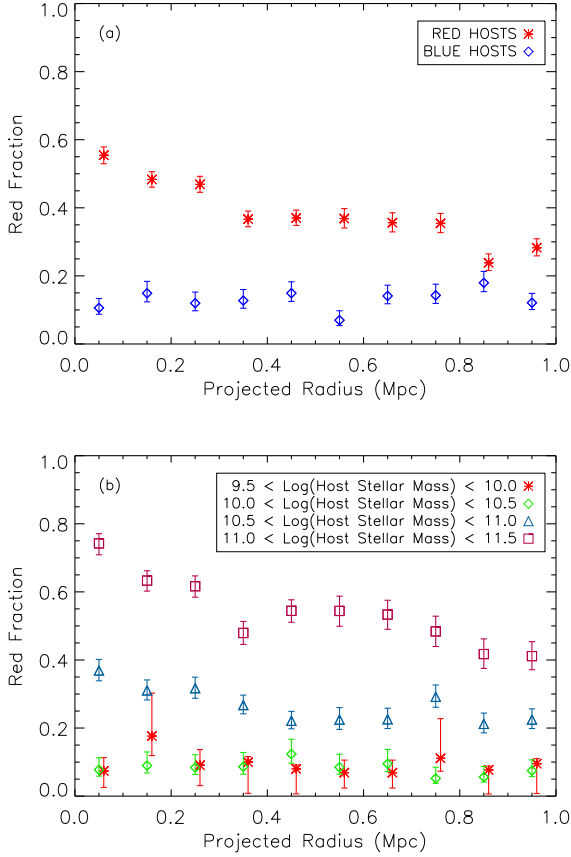 (a)
RED HOSTS
BLUE HOSTS
1.0
0.8
0.6
0.4
0.2
0.0
Red Fraction
0.0 0.2 0.4 0.6 0.8 1.0
Projected Radius (Mpc)
(b)
9.5 < Log(Host Stellar Mass) < 10.0
10.0 < Log(Host Stellar Mass) < 10.5
10.5 < Log(Host Stellar Mass) < 11.0
11.0 < Log(Host Stellar Mass) < 11.5
1.0
0.8
0.6
0.4
0.2
0.0
Red Fraction
0.0 0.2 0.4 0.6 0.8 1.0
Projected Radius (Mpc)